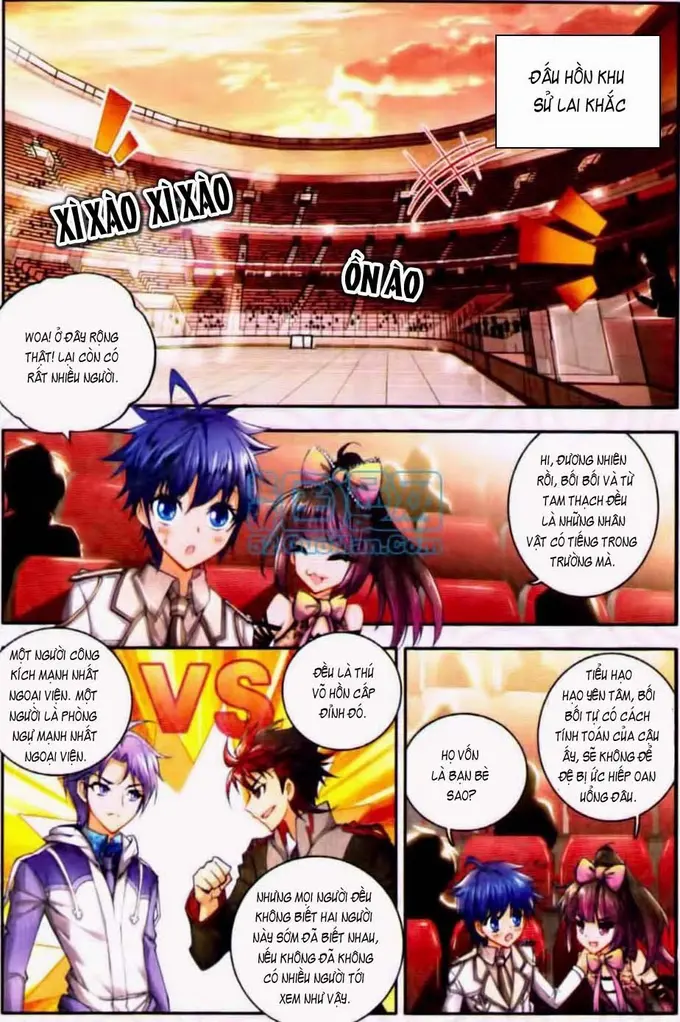 ĐẤU HỒN KHU
SỬ LAI KHẮC
XÌ XÀO XÌ XÀO
ỒN ÀO
WOA! Ở ĐÂY RỘNG
THẬT! LẠI CÒN CÓ
RẤT NHIỀU NGƯỜI.
HI, ĐƯƠNG NHIÊN
RỒI, BỐI BỐI VÀ TỪ
TAM THẠCH ĐỀU
LÀ NHỮNG NHÂN
VẬT CÓ TIẾNG TRONG
TRƯỜNG MÀ.
MỘT NGƯỜI CÔNG
KÍCH MẠNH NHẤT
NGOẠI VIỆN. MỘT
NGƯỜI LÀ PHÒNG
NGỰ MẠNH NHẤT
NGOẠI VIỆN.
VS
ĐỀU LÀ THÚ
VÕ HỒN CẤP
ĐỈNH ĐÓ.
NHƯNG MỌI NGƯỜI ĐỀU
KHÔNG BIẾT HAI NGƯỜI
NÀY SỚM ĐÃ BIẾT NHAU,
NẾU KHÔNG ĐÃ KHÔNG
CÓ NHIỀU NGƯỜI TỚI
XEM NHƯ VẬY.
HỌ VỐN
LÀ BẠN BÈ
SAO?
TIỂU HẠO
HẠO YÊN TÂM, BỐI
BỐI TỰ CÓ CÁCH
TÍNH TOÁN CỦA CẬU
ẤY, SẼ KHÔNG ĐỂ
ĐỆ BỊ ỨC HIẾP OAN
UỔNG ĐÂU.